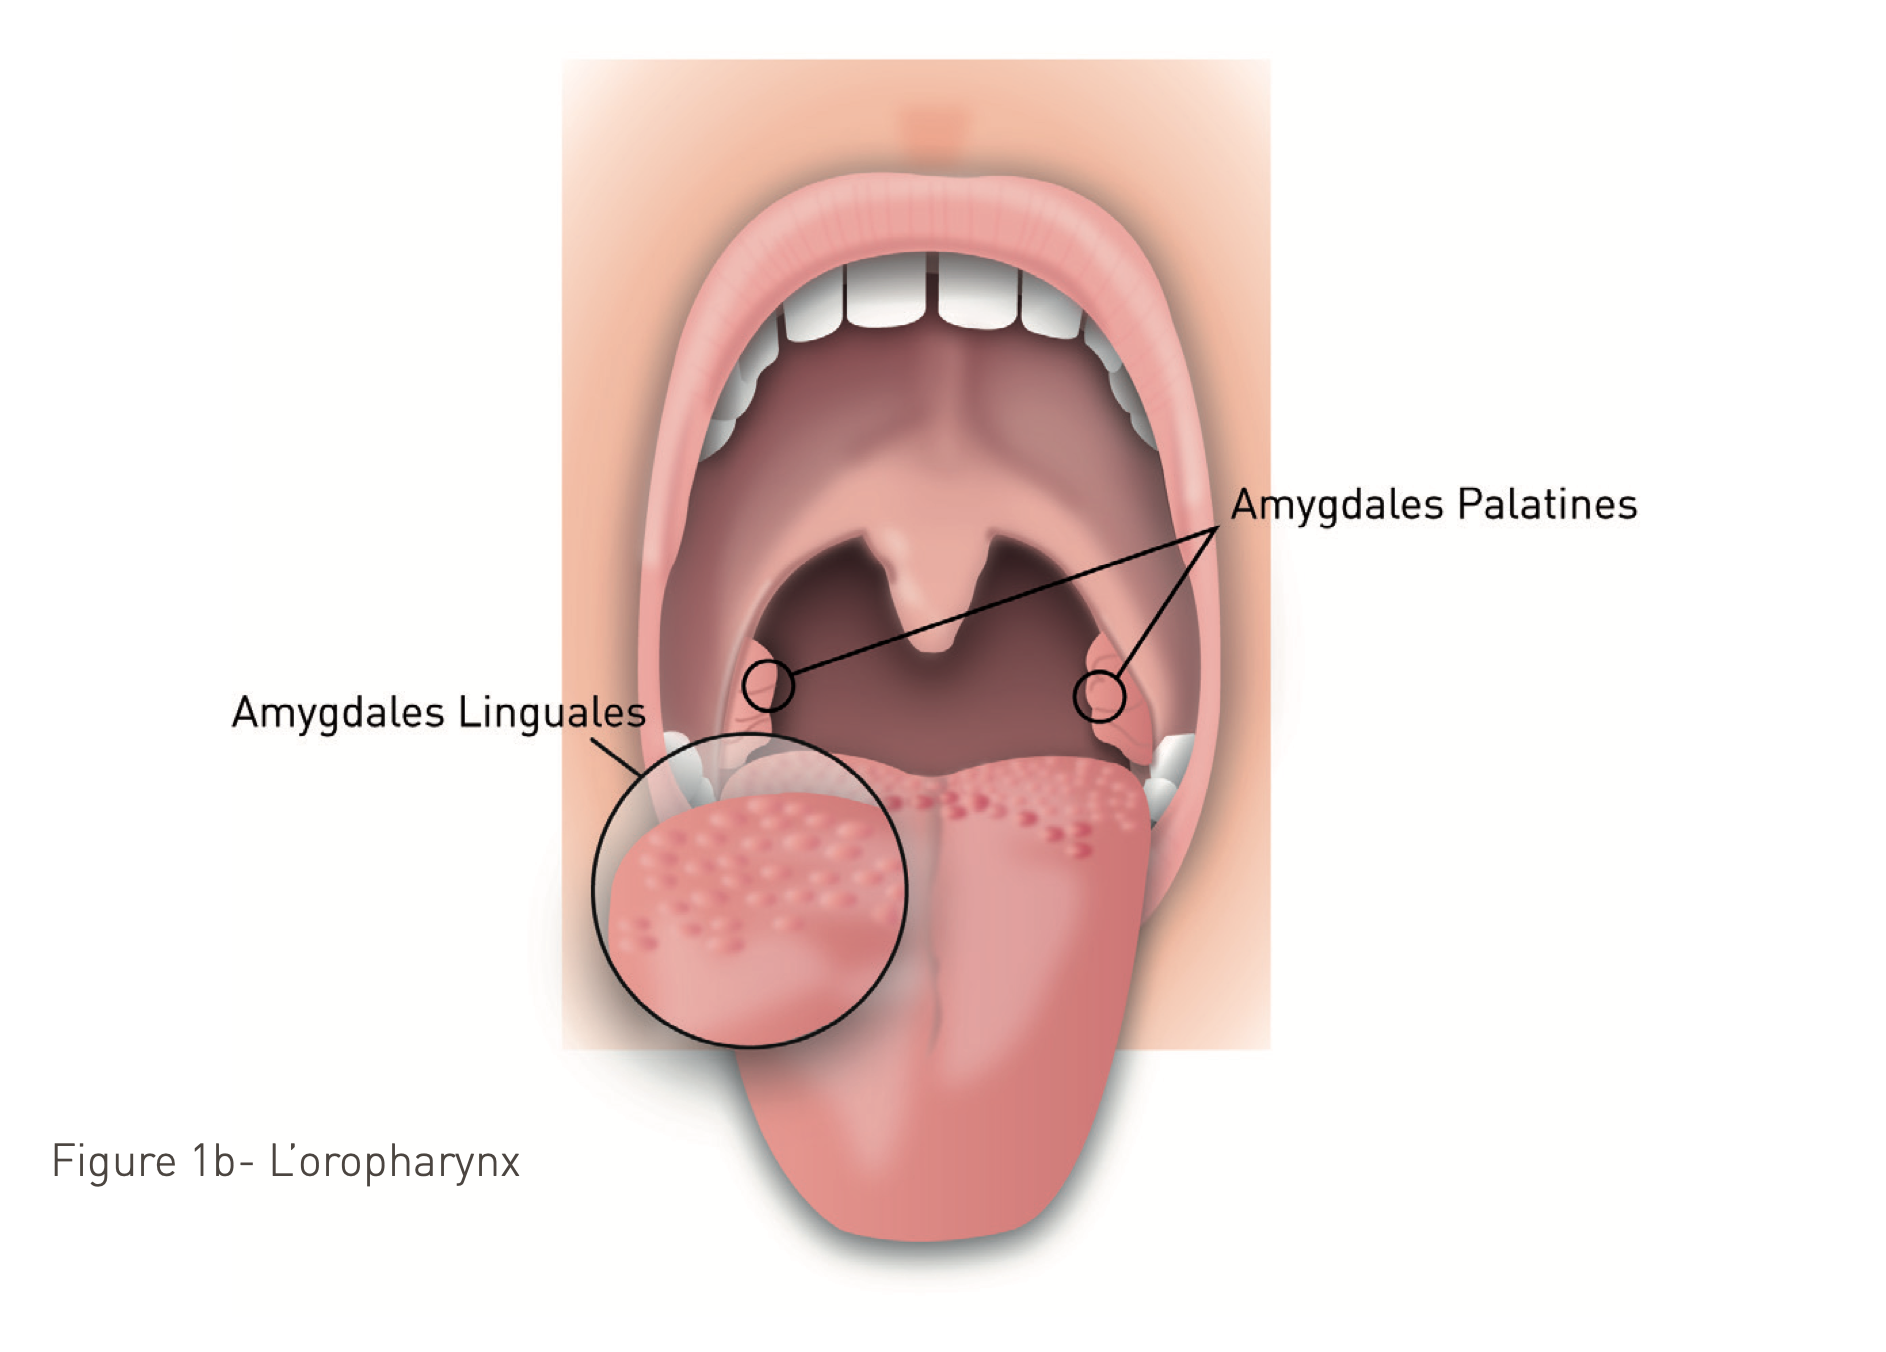 Amygdales Palatines
Amygdales Linguales
Figure 1b- L’oropharynx